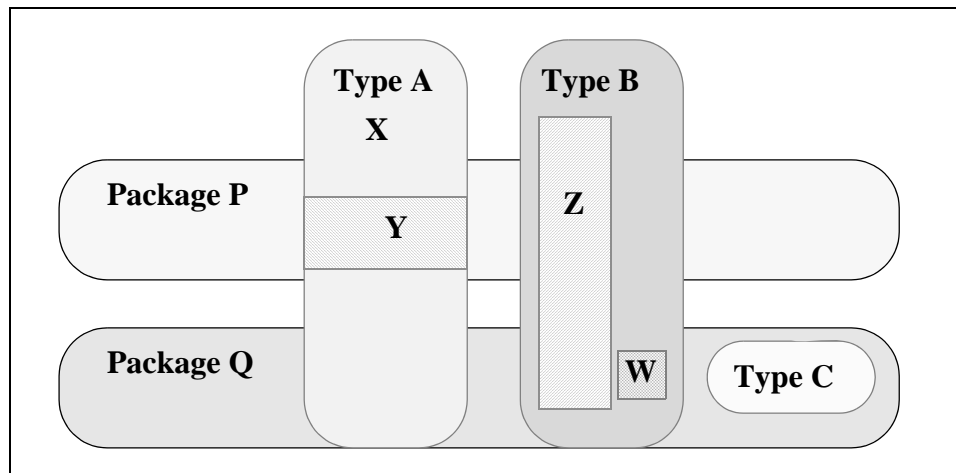 Type A
Type B
X
Package P
Z
Y
Package Q
W
Type C